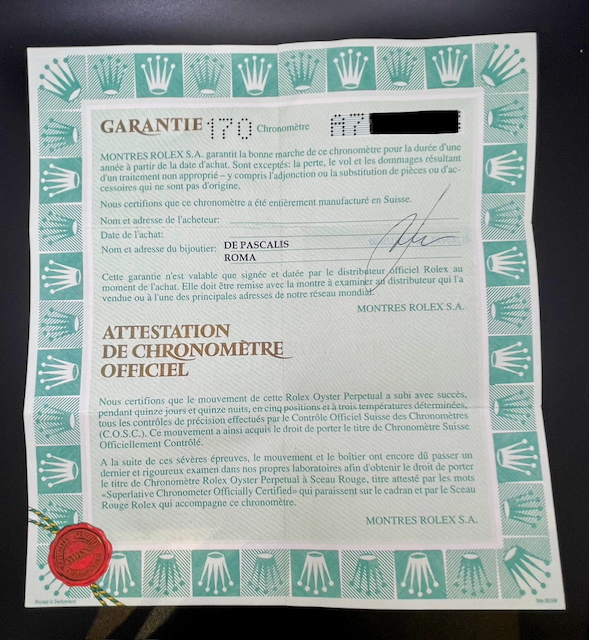 GARANTIE 170 Chronomètre A7
MONTRES ROLEX S.A. garantit la bonne marche de ce chronomètre pour la durée d'une
année à partir de la date d'achat. Sont exceptés: la perte, le vol et les dommages résultant
d'un traitement non approprié – y compris l'adjonction ou la substitution de pièces ou d'ac-
cessoires qui ne sont pas d'origine.
Nous certifions que ce chronomètre a été entièrement manufacturé en Suisse.
Nom et adresse de l'acheteur:
Date de l'achat:
Nom et adresse du bijoutier: DE PASCALIS
ROMA
Cette garantie n'est valable que signée et datée par le distributeur officiel Rolex au
moment de l'achat. Elle doit être remise avec la montre à examiner au distributeur qui l'a
vendue ou à l'une des principales adresses de notre réseau mondial.
MONTRES ROLEX S.A.
ATTESTATION
DE CHRONOMÈTRE
OFFICIEL
Nous certifions que le mouvement de cette Rolex Oyster Perpetual a subi avec succès,
pendant quinze jours et quinze nuits, en cinq positions et à trois températures déterminées,
tous les contrôles de précision effectués par le Contrôle Officiel Suisse des Chronomètres
(C.O.S.C.). Ce mouvement a ainsi acquis le droit de porter le titre de Chronomètre Suisse
Officiellement Contrôlé.
A la suite de ces sévères épreuves, le mouvement et le boîtier ont encore dû passer un
dernier et rigoureux examen dans nos propres laboratoires afin d'obtenir le droit de porter
le titre de Chronomètre Rolex Oyster Perpetual à Sceau Rouge, titre attesté par les mots
«Superlative Chronometer Officially Certified» qui paraissent sur le cadran et par le Sceau
Rouge Rolex qui accompagne ce chronomètre.
MONTRES ROLEX S.A.
Printed in Switzerland